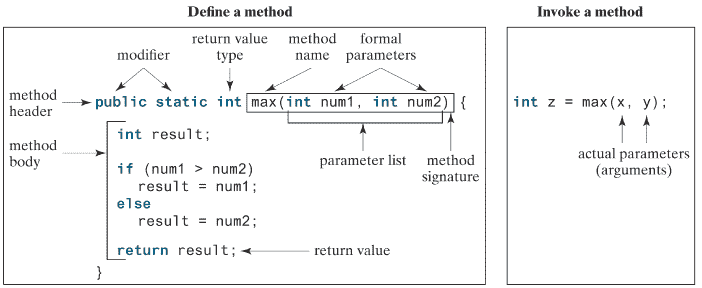 Define a method
Invoke a method
return value type
method name
formal parameters
modifier
method header
public static int max(int num1, int num2) {
int z = max(x, y);
method body
int result;
parameter list
method signature
actual parameters (arguments)
if (num1 > num2)
result = num1;
else
result = num2;
return result;
return value
}